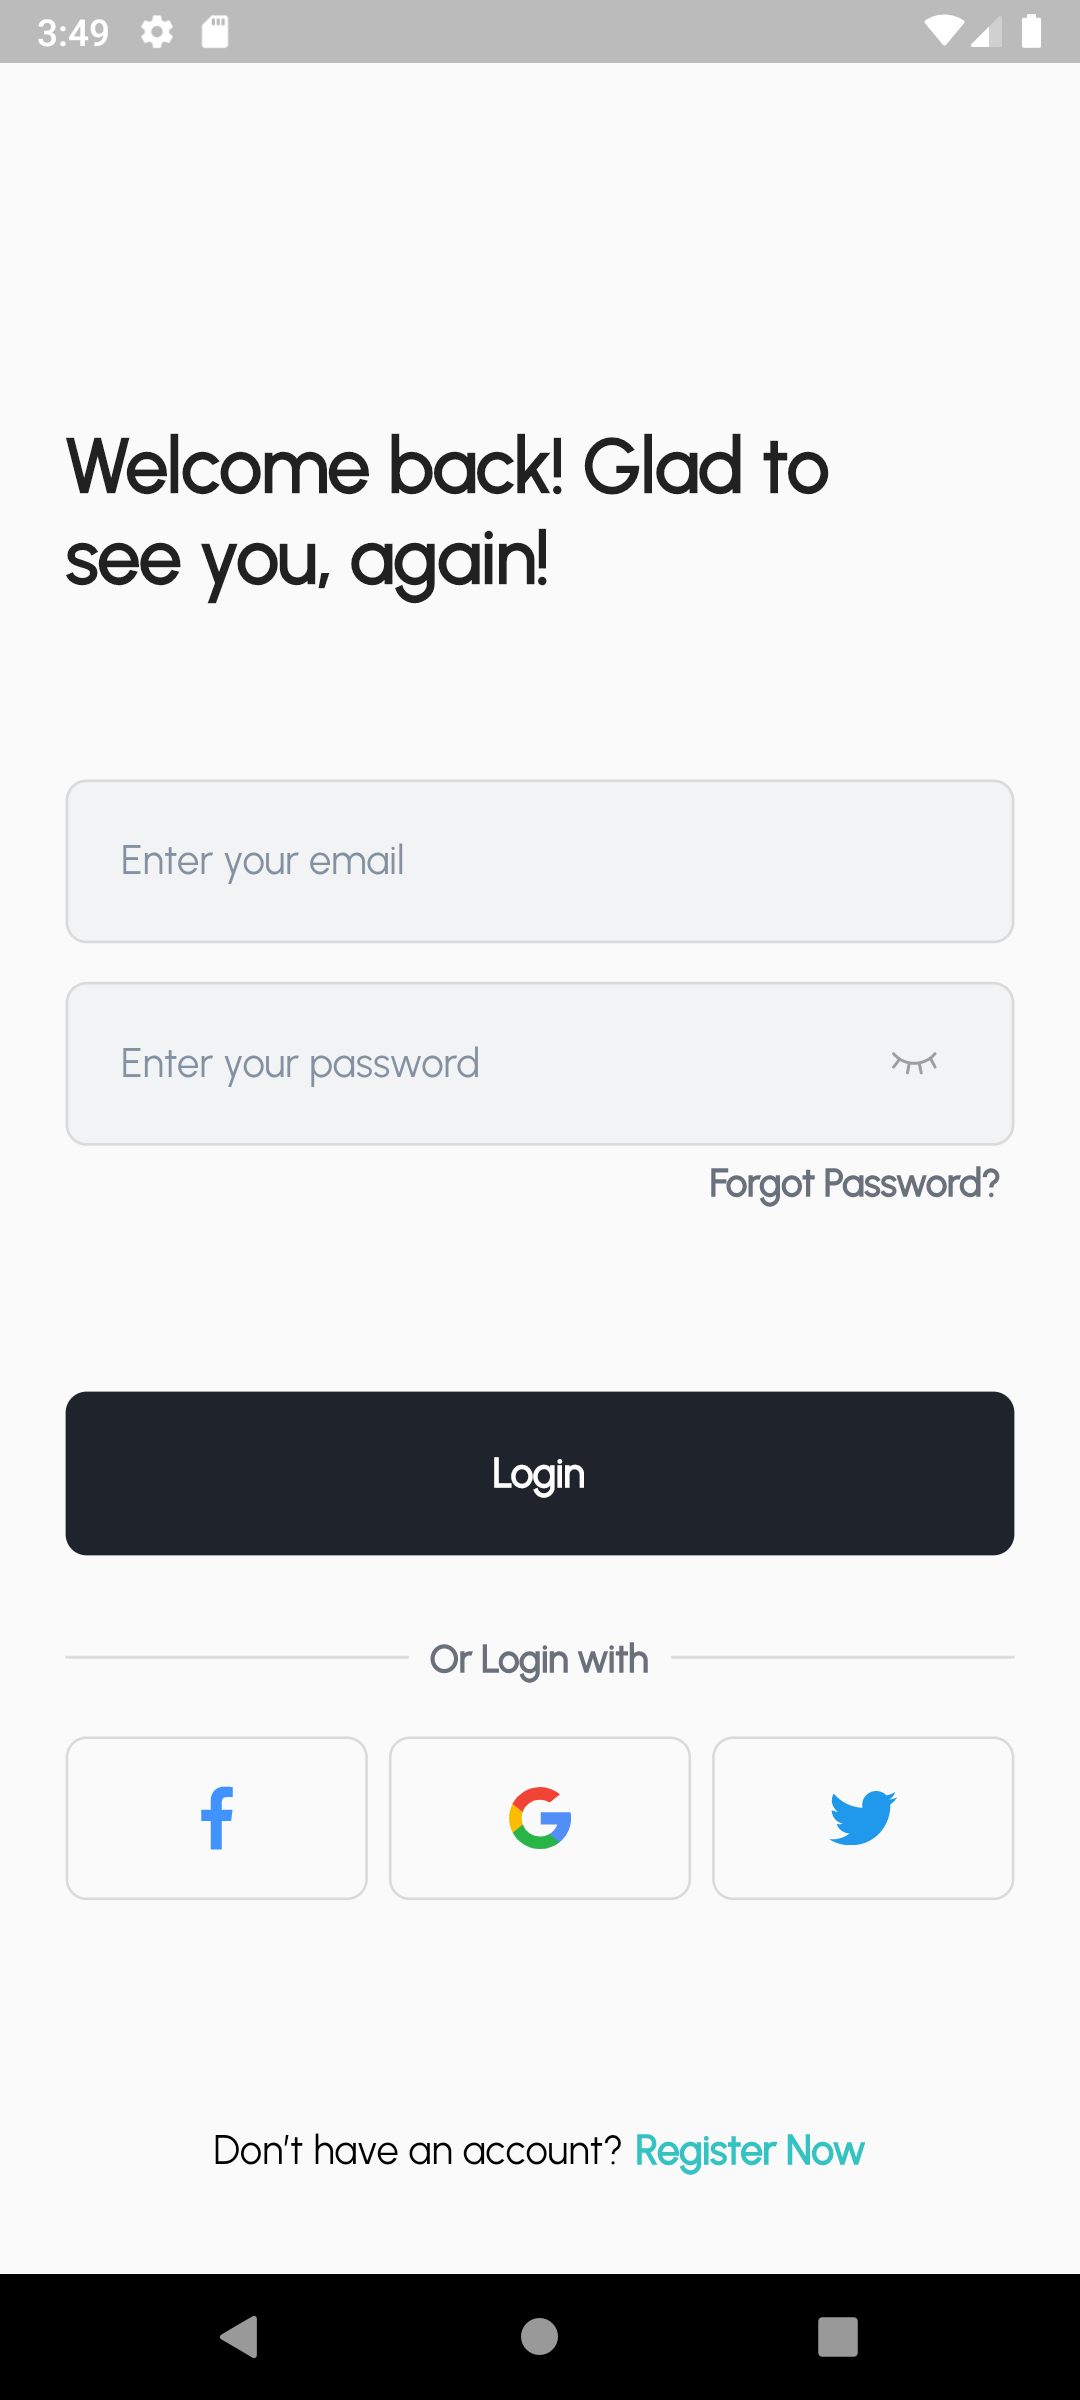 3:49
Welcome back! Glad to
see you, again!
Enter your email
Enter your password
Forgot Password?
Login
Or Login with
Don't have an account? Register Now